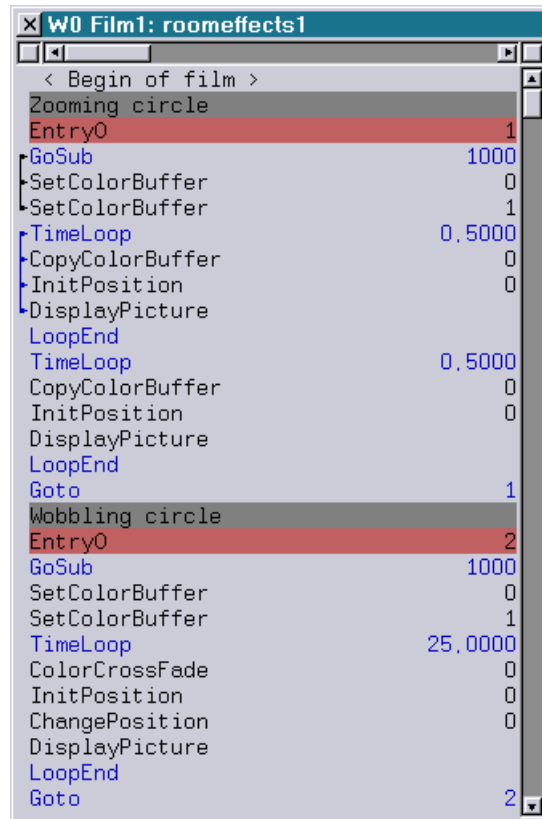 W0 Film1: roomeffects1
< Begin of film >
Zooming circle
EntryO 1
GoSub 1000
SetColorBuffer 0
SetColorBuffer 1
TimeLoop 0,5000
CopyColorBuffer 0
InitPosition 0
DisplayPicture
LoopEnd
TimeLoop 0,5000
CopyColorBuffer 0
InitPosition 0
DisplayPicture
LoopEnd
Goto 1
Wobbling circle
EntryO 2
GoSub 1000
SetColorBuffer 0
SetColorBuffer 1
TimeLoop 25,0000
ColorCrossFade 0
InitPosition 0
ChangePosition 0
DisplayPicture
LoopEnd
Goto 2